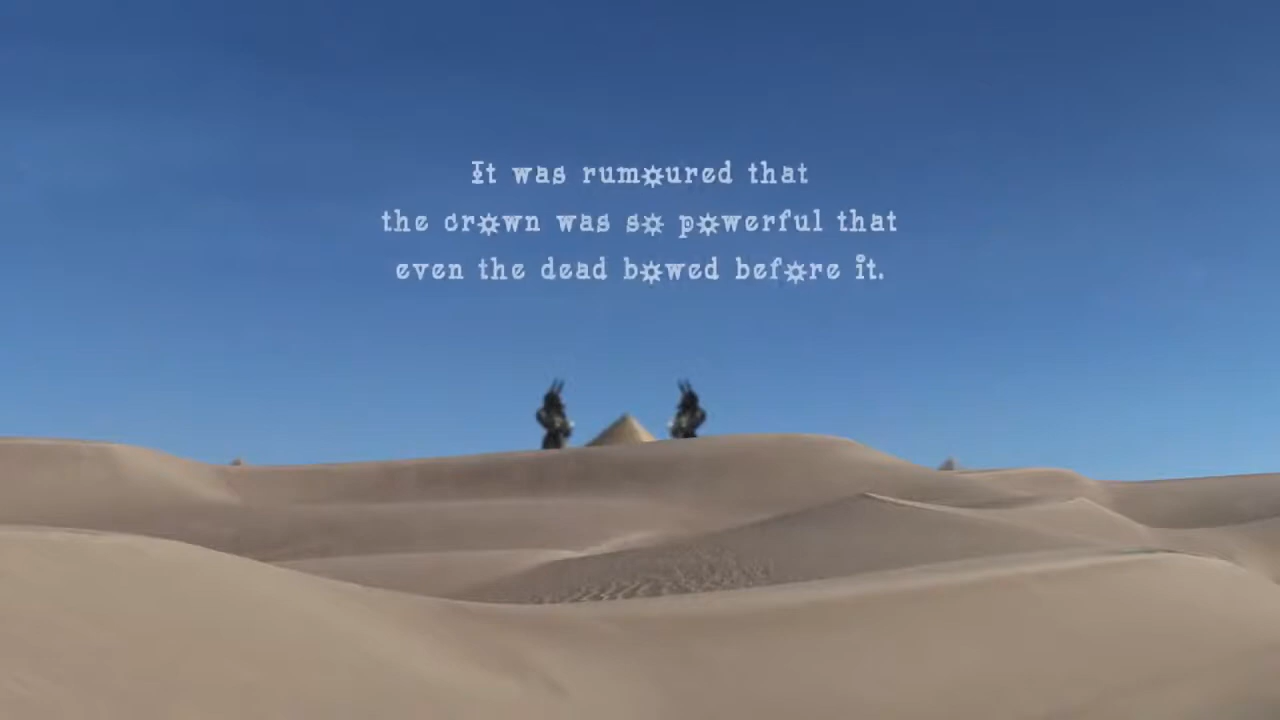 It was rumoured that
the crown was so powerful that
even the dead bowed before it.